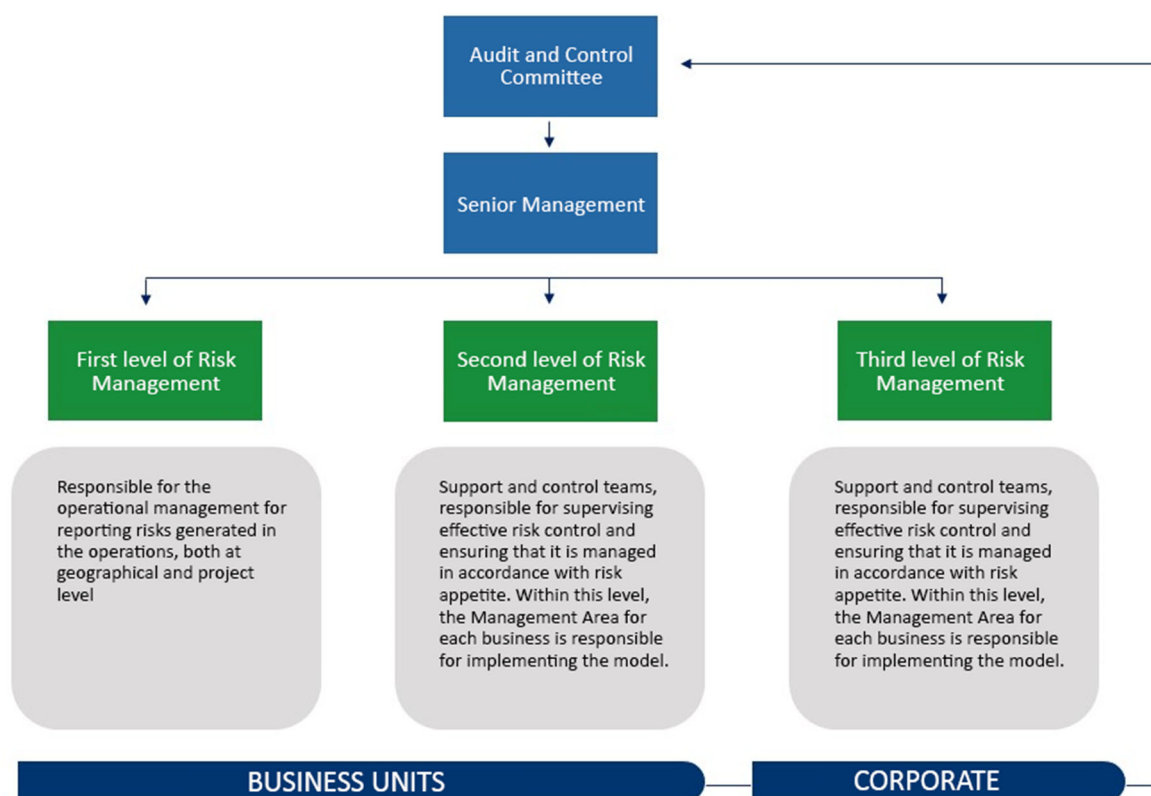 Audit and Control
Committee
Senior Management
First level of Risk
Management
Second level of Risk
Management
Third level of Risk
Management
Responsible for the
operational management for
reporting risks generated in
the operations, both at
geographical and project
level
Support and control teams,
responsible for supervising
effective risk control and
ensuring that it is managed
in accordance with risk
appetite. Within this level,
the Management Area for
each business is responsible
for implementing the model.
Support and control teams,
responsible for supervising
effective risk control and
ensuring that it is managed
in accordance with risk
appetite. Within this level,
the Management Area for
each business is responsible
for implementing the model.
BUSINESS UNITS
CORPORATE